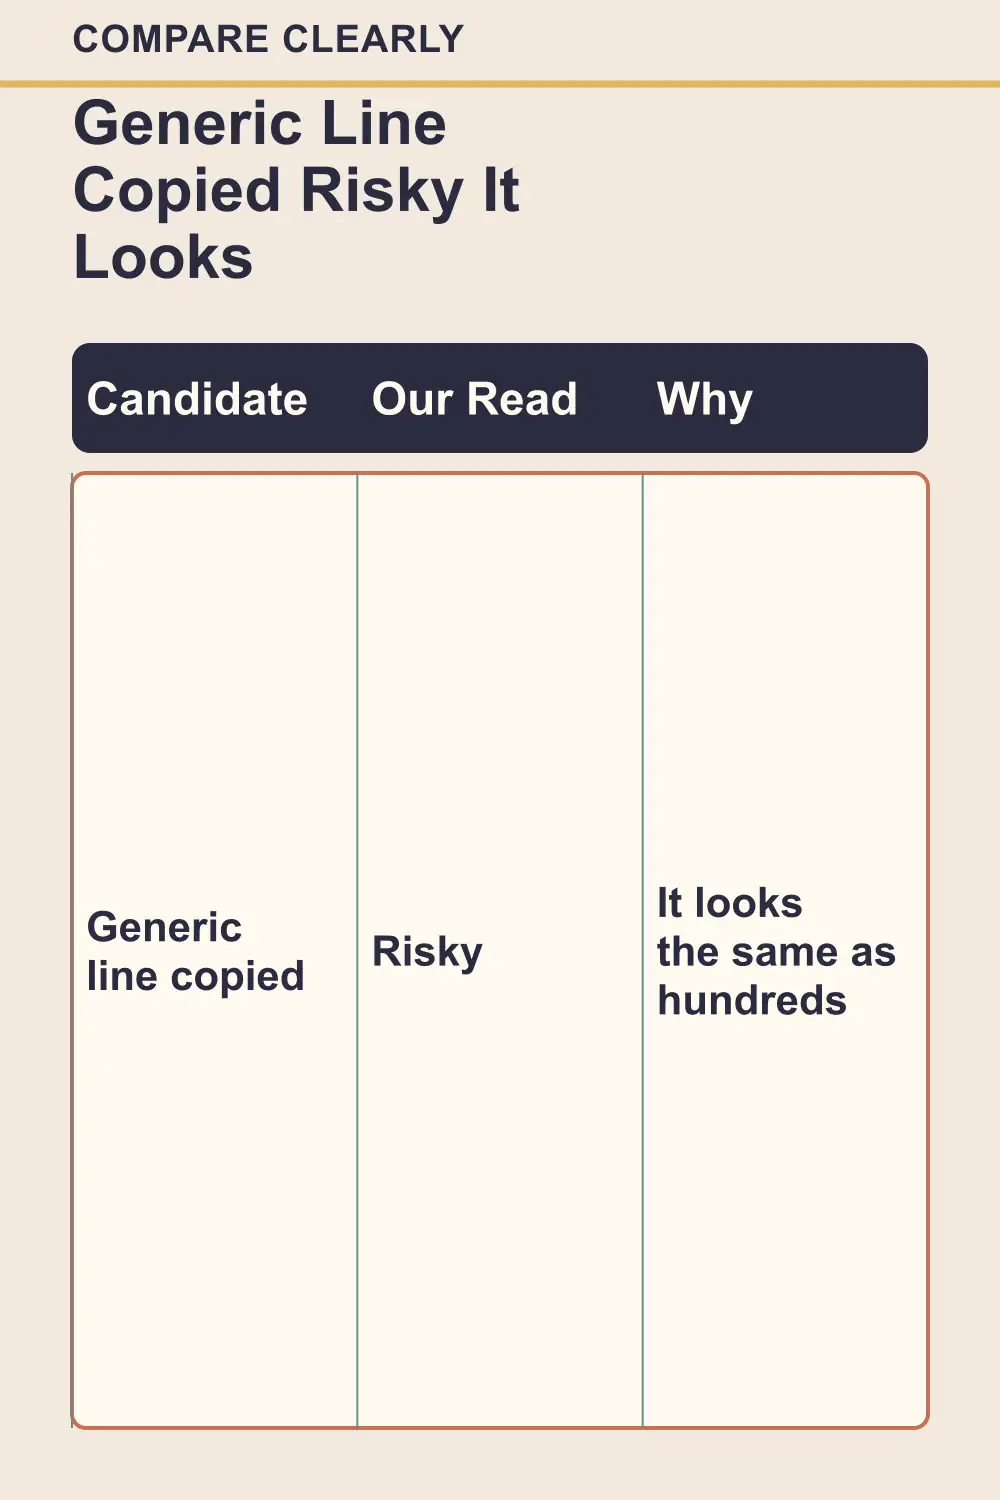 COMPARE CLEARLY
Generic Line
Copied Risky It
Looks
Candidate
Our Read
Why
Generic
line copied
Risky
It looks
the same as
hundreds